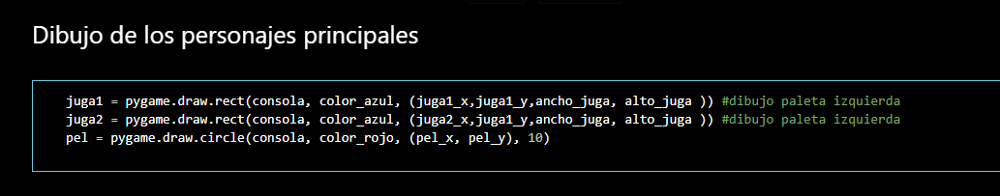 Dibujo de los personajes principales
juga1 = pygame.draw.rect(consola, color_azul, (juga1_x,juga1_y,ancho_juga, alto_juga )) #dibujo paleta izquierda
juga2 = pygame.draw.rect(consola, color_azul, (juga2_x,juga1_y,ancho_juga, alto_juga )) #dibujo paleta izquierda
pel = pygame.draw.circle(consola, color_rojo, (pel_x, pel_y), 10)